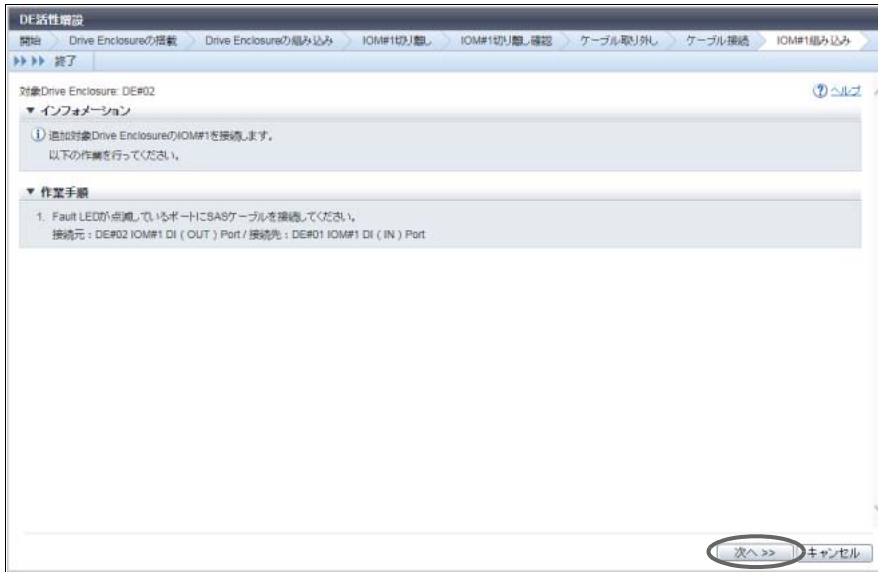 DE活性増設
開始 Drive Enclosureの搭載 Drive Enclosureの組み込み IOM#1切り離し IOM#1切り離し確認 ケーブル取り外し ケーブル接続 IOM#1組み込み
終了
対象Drive Enclosure: DE#02 ヘルプ
▼ インフォメーション
追加対象Drive EnclosureのIOM#1を接続します。
以下の作業を行ってください。
▼ 作業手順
1. Fault LEDが点滅しているポートにSASケーブルを接続してください。
接続元 : DE#02 IOM#1 DI ( OUT ) Port / 接続先 : DE#01 IOM#1 DI ( IN ) Port
次へ >> キャンセル